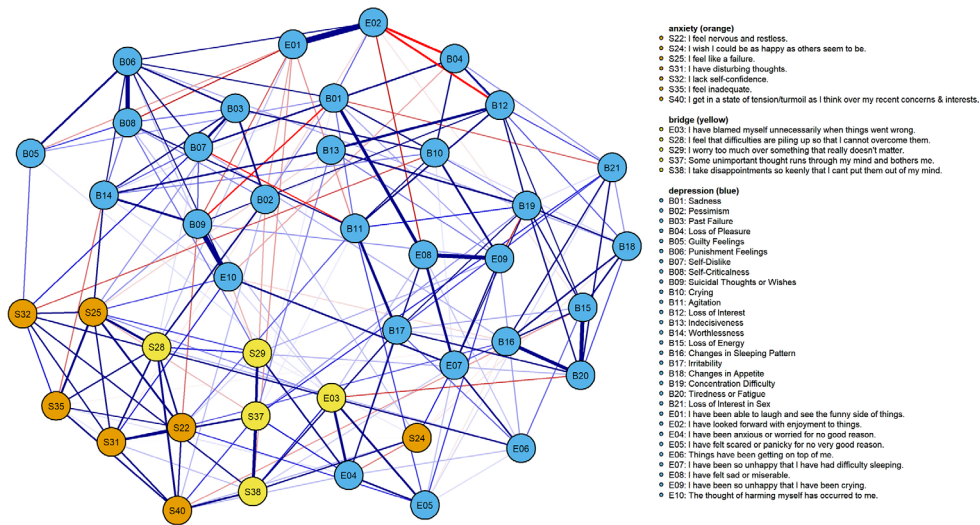 E02
E01
B04
B06
B03
B01
B12
B08
B07
B13
B10
B05
B21
B14
B02
B19
B09
B11
B18
E08
E09
E10
B15
S32
S25
B17
B16
S28
S29
E07
B20
E03
S35
S37
S22
S24
S31
E06
E04
S38
E05
S40
anxiety (orange)
S22: I feel nervous and restless.
S24: I wish I could be as happy as others seem to be.
S25: I feel like a failure.
S31: I have disturbing thoughts.
S32: I lack self-confidence.
S35: I feel inadequate.
S40: I get in a state of tension/turmoil as I think over my recent concerns & interests.
bridge (yellow)
E03: I have blamed myself unnecessarily when things went wrong.
S28: I feel that difficulties are piling up so that I cannot overcome them.
S29: I worry too much over something that really doesn't matter.
S37: Some unimportant thought runs through my mind and bothers me.
S38: I take disappointments so keenly that I cant put them out of my mind.
depression (blue)
B01: Sadness
B02: Pessimism
B03: Past Failure
B04: Loss of Pleasure
B05: Guilty Feelings
B06: Punishment Feelings
B07: Self-Dislike
B08: Self-Criticalness
B09: Suicidal Thoughts or Wishes
B10: Crying
B11: Agitation
B12: Loss of Interest
B13: Indecisiveness
B14: Worthlessness
B15: Loss of Energy
B16: Changes in Sleeping Pattern
B17: Irritability
B18: Changes in Appetite
B19: Concentration Difficulty
B20: Tiredness or Fatigue
B21: Loss of Interest in Sex
E01: I have been able to laugh and see the funny side of things.
E02: I have looked forward with enjoyment to things.
E04: I have been anxious or worried for no good reason.
E05: I have felt scared or panicky for no very good reason.
E06: Things have been getting on top of me.
E07: I have been so unhappy that I have had difficulty sleeping.
E08: I have felt sad or miserable.
E09: I have been so unhappy that I have been crying.
E10: The thought of harming myself has occurred to me.